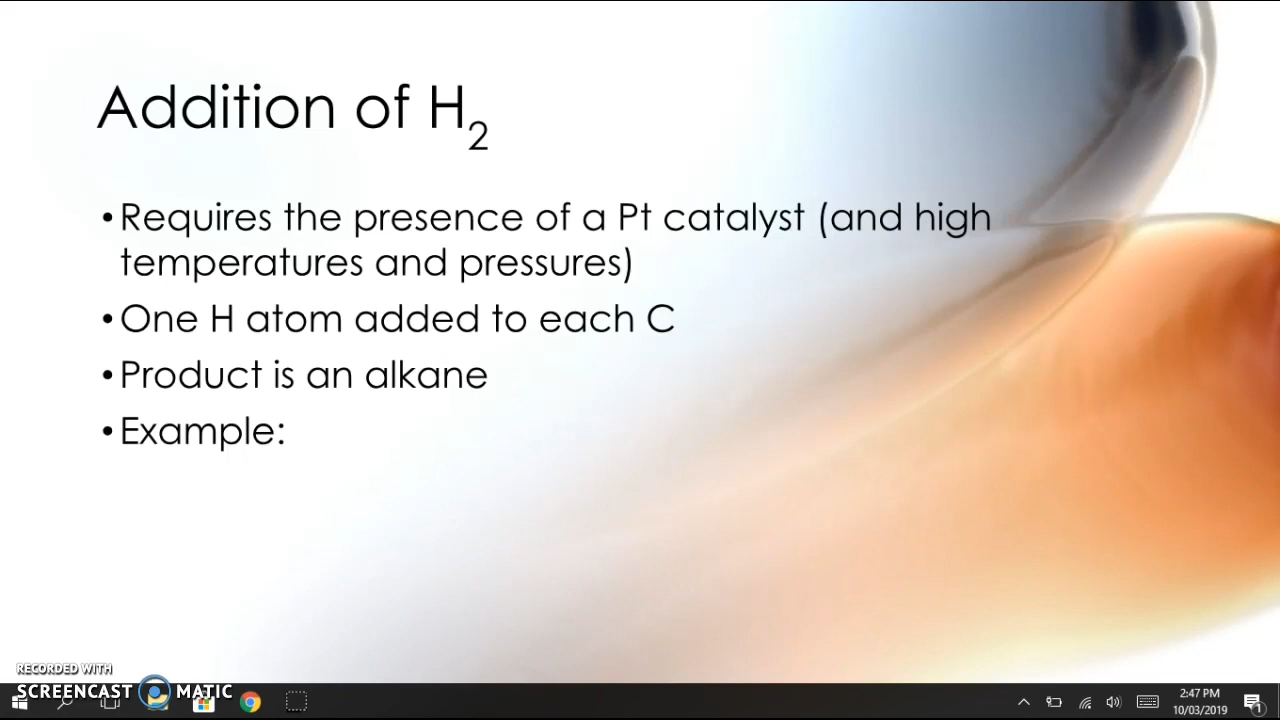 Addition of H₂
•Requires the presence of a Pt catalyst (and high
temperatures and pressures)
•One H atom added to each C
•Product is an alkane
•Example:
RECORDED WITH
SCREENCAST MATIC
2:47 PM
10/03/2019
1